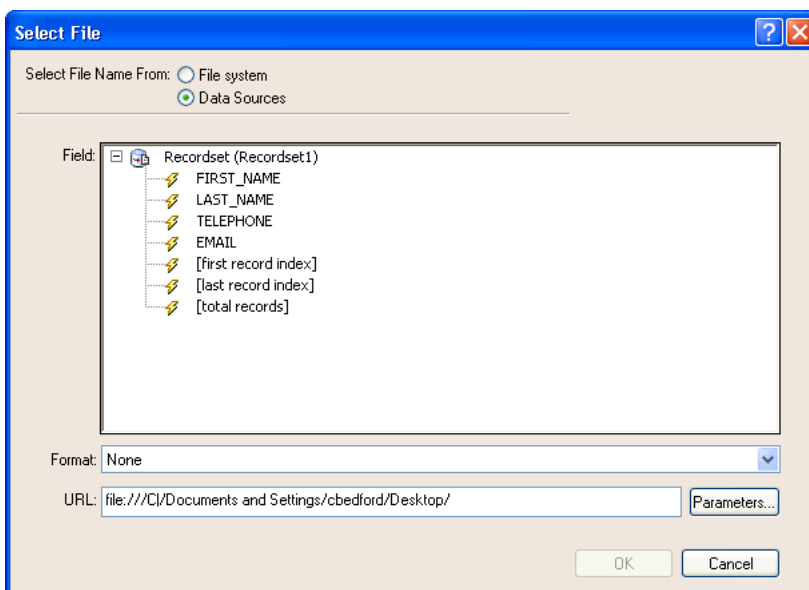 Select File
Select File Name From: File system
Data Sources
Field: Recordset (Recordset1)
FIRST_NAME
LAST_NAME
TELEPHONE
EMAIL
[first record index]
[last record index]
[total records]
Format: None
URL: file:///C|/Documents and Settings/cbedford/Desktop/ Parameters...
OK Cancel